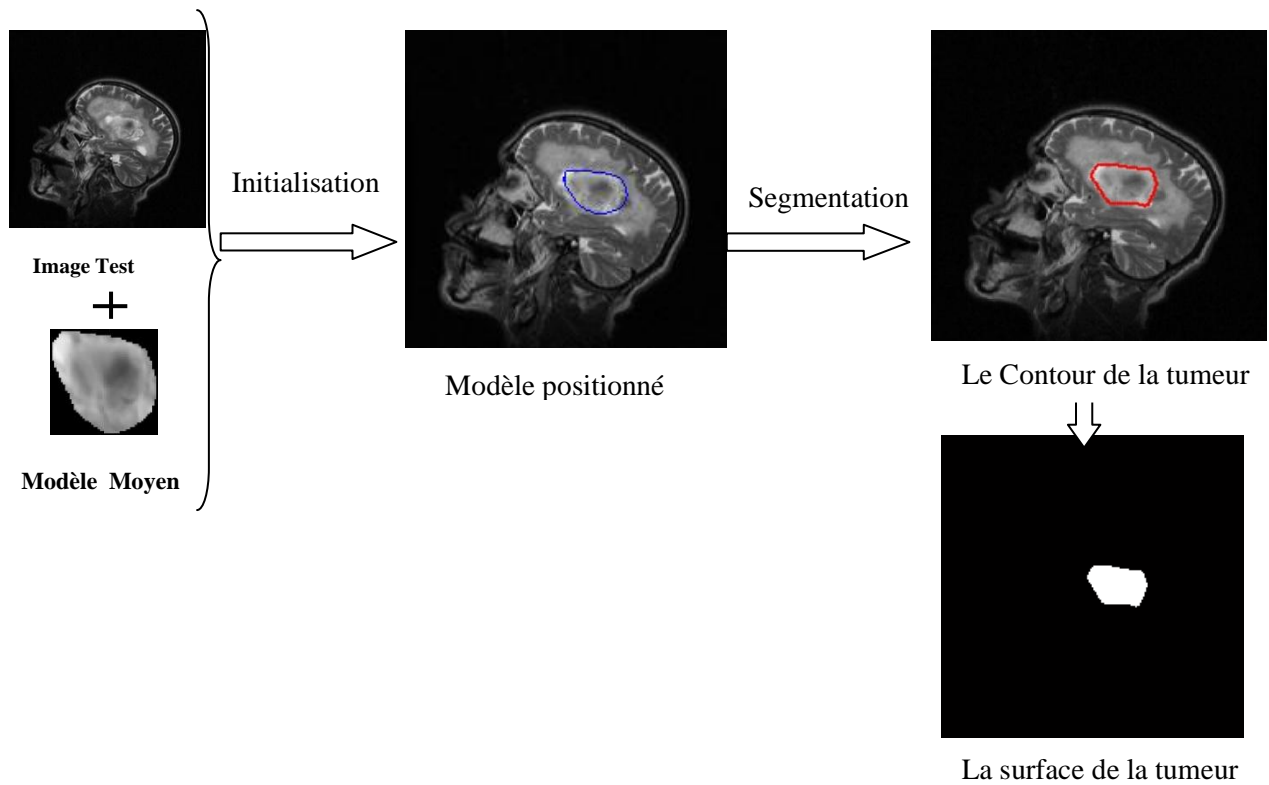 Image Test
+
Modèle Moyen
Initialisation
Modèle positionné
Segmentation
Le Contour de la tumeur
La surface de la tumeur